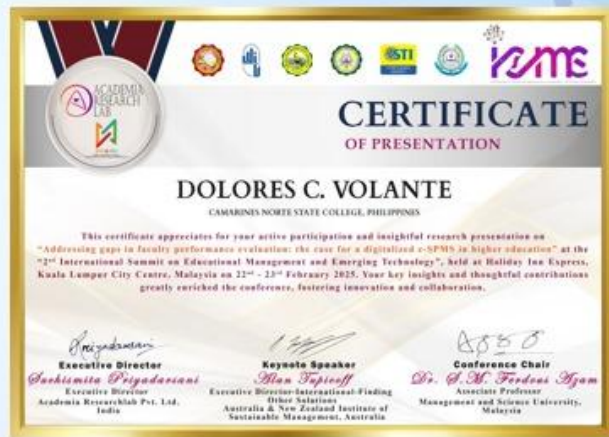 ACADEMIA
RESEARCH
LAB
STI
CERTIFICATE
OF PRESENTATION
DOLORES C. VOLANTE
CAMARINES NORTE STATE COLLEGE, PHILIPPINES
This certificate appreciates for your active participation and insightful research presentation on
"Addressing gaps in faculty performance evaluation: the case for a digitalized e-SPMS in higher education" at the
"2nd International Summit on Educational Management and Emerging Technology", held at Holiday Inn Express,
Kuala Lumpur City Centre, Malaysia on 22nd - 23rd February 2025. Your key insights and thoughtful contributions
greatly enriched the conference, fostering innovation and collaboration.
Executive Director
Suchismita Priyadarsani
Executive Director
Academia Researchlab Pvt. Ltd.
India
Keynote Speaker
Alan Tupicoff
Executive Director-International-Finding
Other Solutions
Australia & New Zealand Institute of
Sustainable Management, Australia
Conference Chair
Dr. S.M. Ferdous Azam
Associate Professor
Management and Science University,
Malaysia